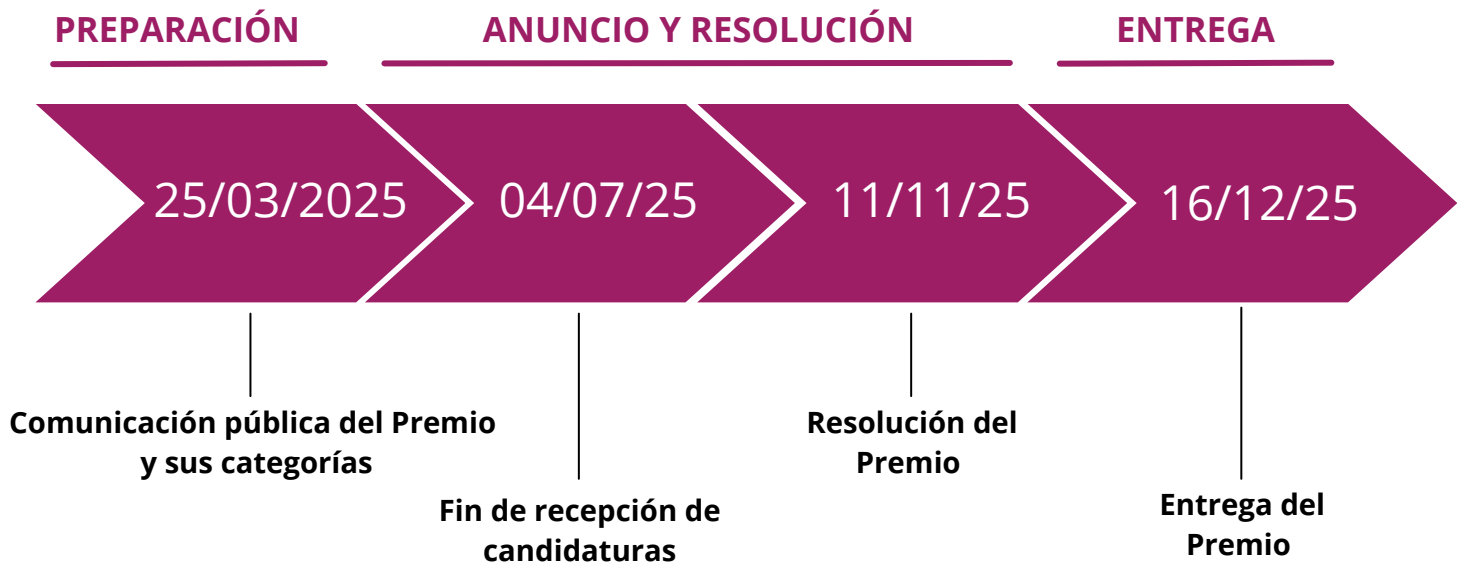 PREPARACIÓN
ANUNCIO Y RESOLUCIÓN
ENTREGA
25/03/2025
04/07/25
11/11/25
16/12/25
Comunicación pública del Premio
y sus categorías
Fin de recepción de
candidaturas
Resolución del
Premio
Entrega del
Premio